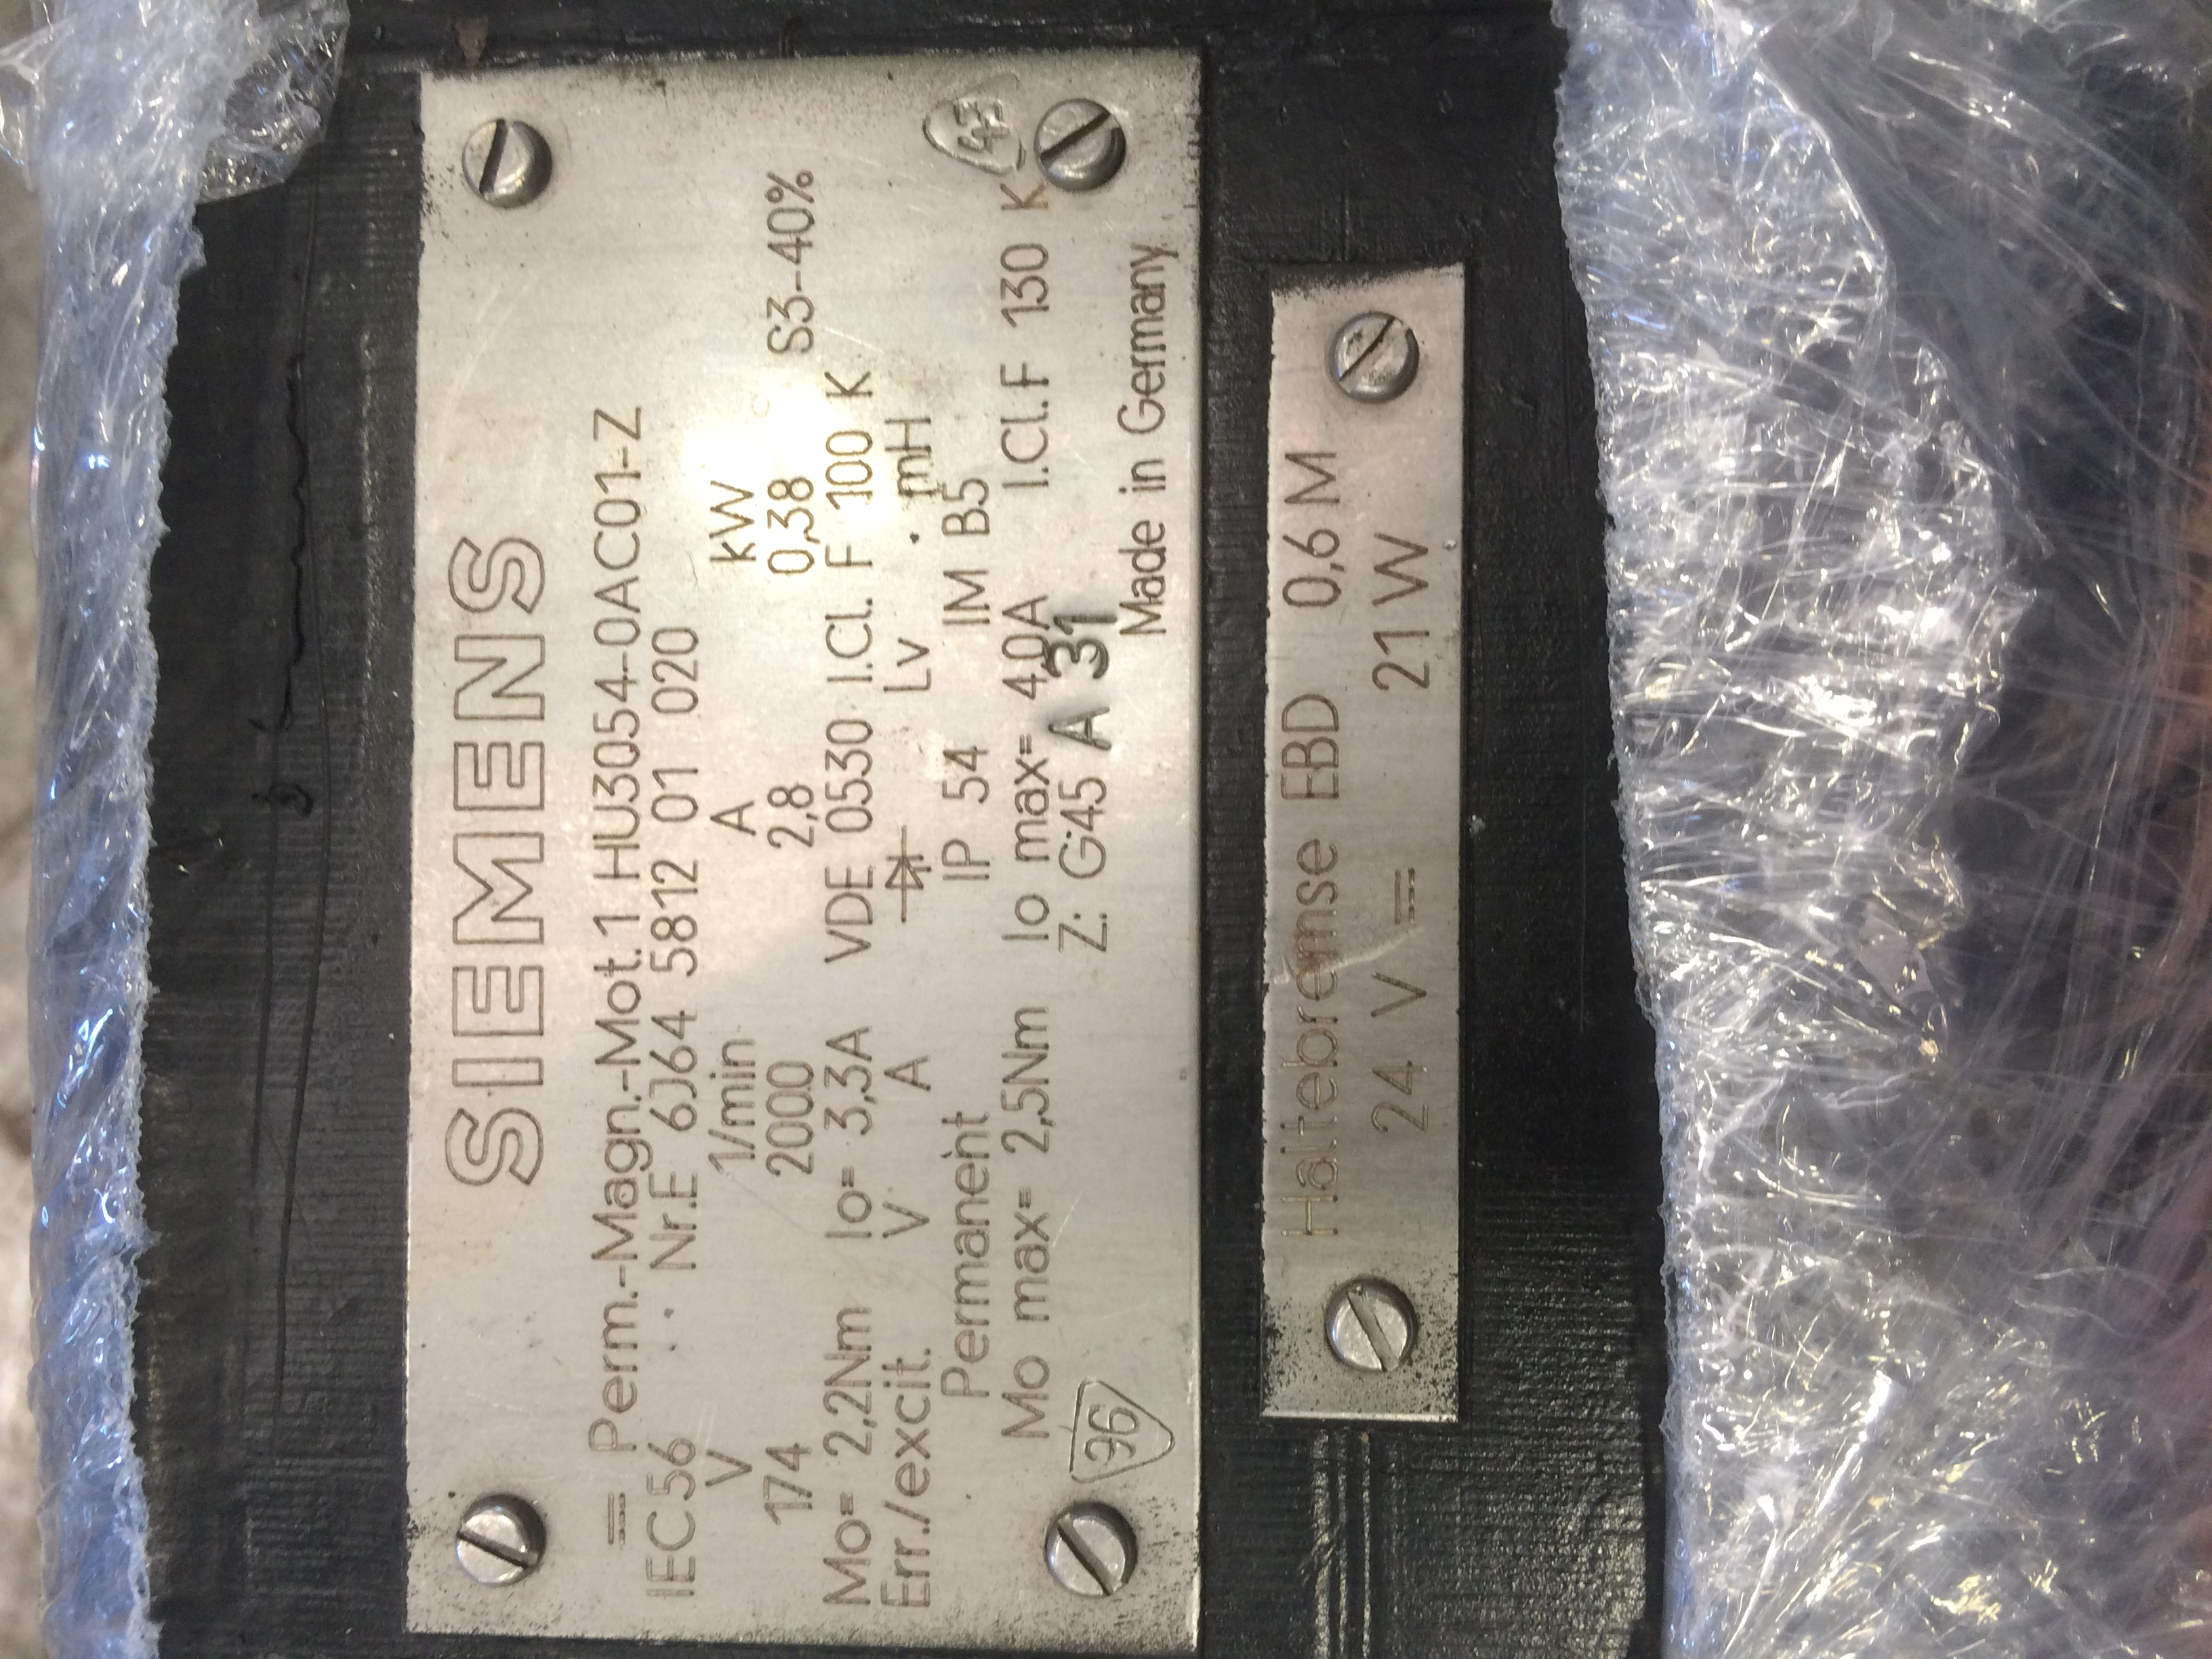 SIEMENS
= Perm.-Magn.-Mot.1 HU3054-0AC01-Z
IEC56 Nr.E 6J64 5812 01 020
V 1/min A kW
174 2000 2,8 0,38 S3-40%
Mo= 2,2Nm Io= 3,3A VDE 0530 I.Cl. F 100 K
Err./excit. V A Lv mH
Permanent IP 54 IM B5
Mo max= 2,5Nm Io max= 4,0A I.Cl.F 130 K
Z: G45 A 31
96
43
Made in Germany
Haltebremse EBD 0,6 M
24 V = 21 W